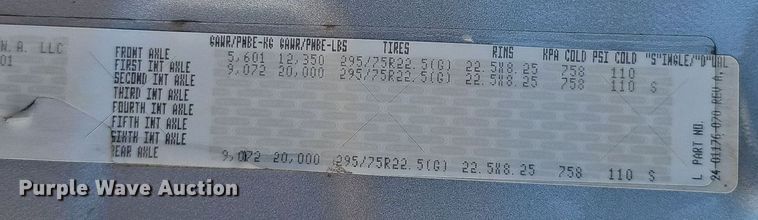 N.A. LLC
01
GAWR/PNBE-KG GAWR/PNBE-LBS TIRES RINS KPA COLD PSI COLD "S"INGLE/"D"UAL
FRONT AXLE 5,601 12,350 295/75R22.5(G) 22.5X8.25 758 110
FIRST INT AXLE 9,072 20,000 295/75R22.5(G) 22.5X8.25 758 110 S
SECOND INT AXLE
THIRD INT AXLE
FOURTH INT AXLE
FIFTH INT AXLE
SIXTH INT AXLE
REAR AXLE 9,072 20,000 295/75R22.5(G) 22.5X8.25 758 110 S
L PART NO.
24-01176-070 REV A
Purple Wave Auction